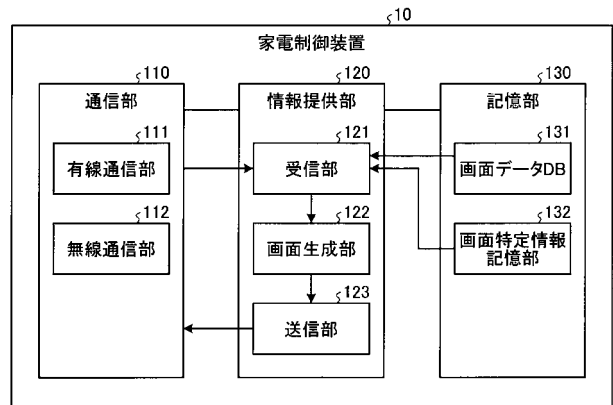 10
家電制御装置
110
通信部
111
有線通信部
112
無線通信部
120
情報提供部
121
受信部
122
画面生成部
123
送信部
130
記憶部
131
画面データDB
132
画面特定情報
記憶部